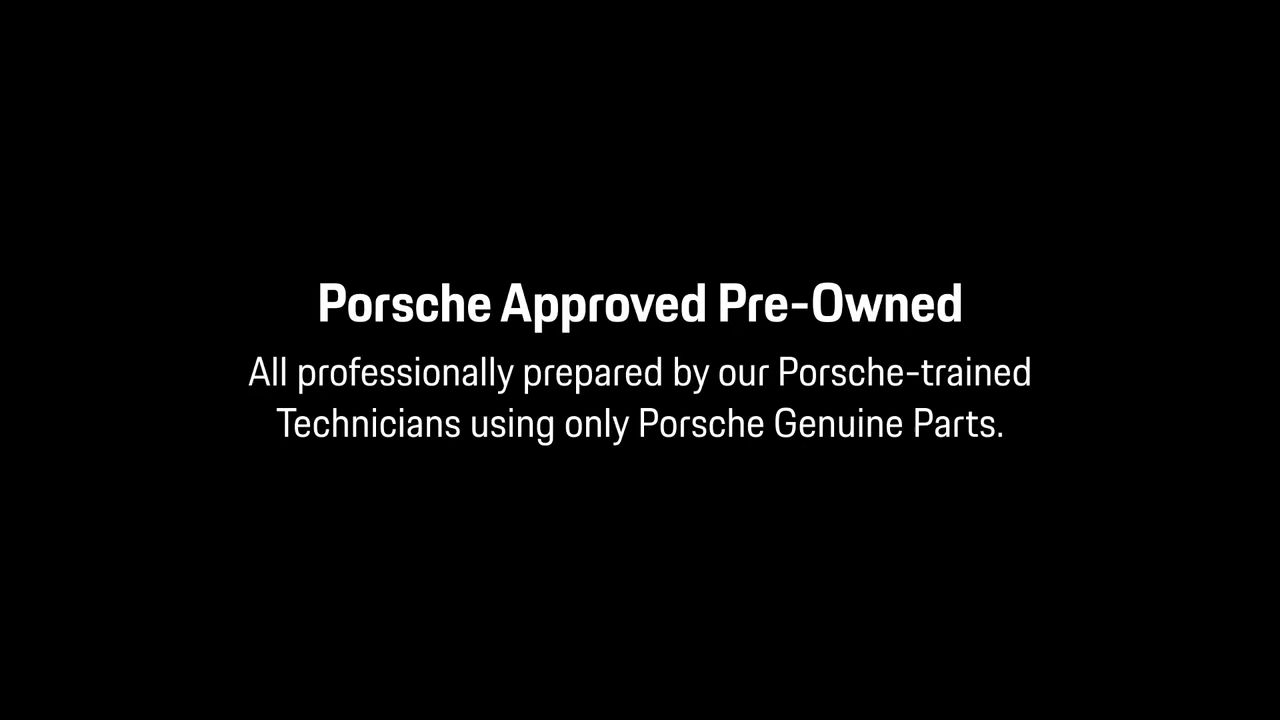 Porsche Approved Pre-Owned
All professionally prepared by our Porsche-trained
Technicians using only Porsche Genuine Parts.